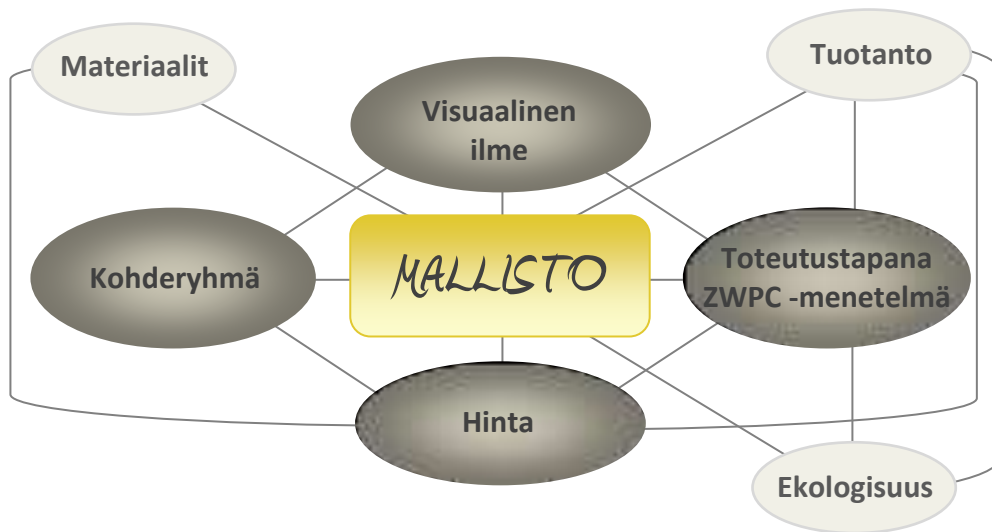 Materiaalit
Tuotanto
Visuaalinen
ilme
Kohderyhmä
MALLISTO
Toteutustapana
ZWPC -menetelmä
Hinta
Ekologisuus